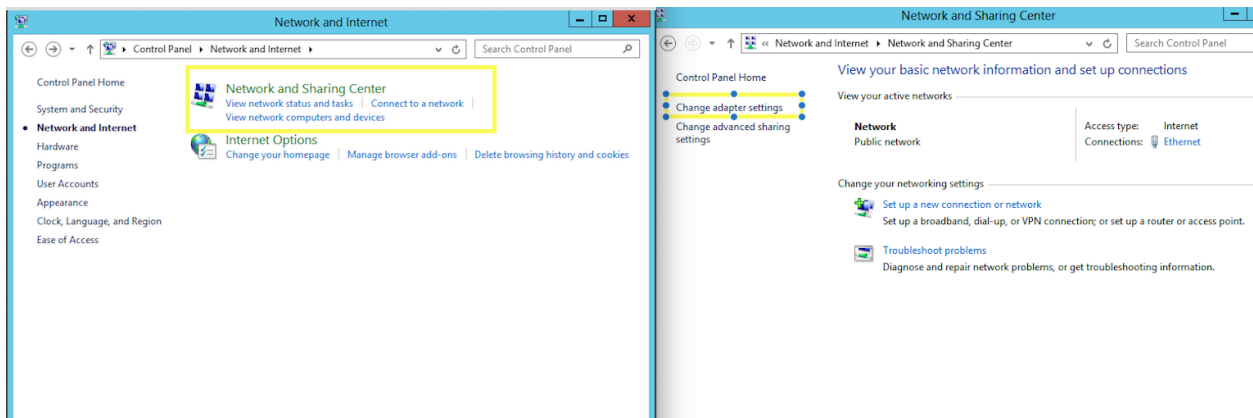 Network and Internet
Control Panel ▸ Network and Internet ▸
Search Control Panel
Control Panel Home
System and Security
Network and Internet
Hardware
Programs
User Accounts
Appearance
Clock, Language, and Region
Ease of Access
Network and Sharing Center
View network status and tasks | Connect to a network |
View network computers and devices
Internet Options
Change your homepage | Manage browser add-ons | Delete browsing history and cookies
Network and Sharing Center
« Network and Internet ▸ Network and Sharing Center
Search Control Panel
Control Panel Home
Change adapter settings
Change advanced sharing
settings
View your basic network information and set up connections
View your active networks
Network
Public network
Access type: Internet
Connections: Ethernet
Change your networking settings
Set up a new connection or network
Set up a broadband, dial-up, or VPN connection; or set up a router or access point.
Troubleshoot problems
Diagnose and repair network problems, or get troubleshooting information.